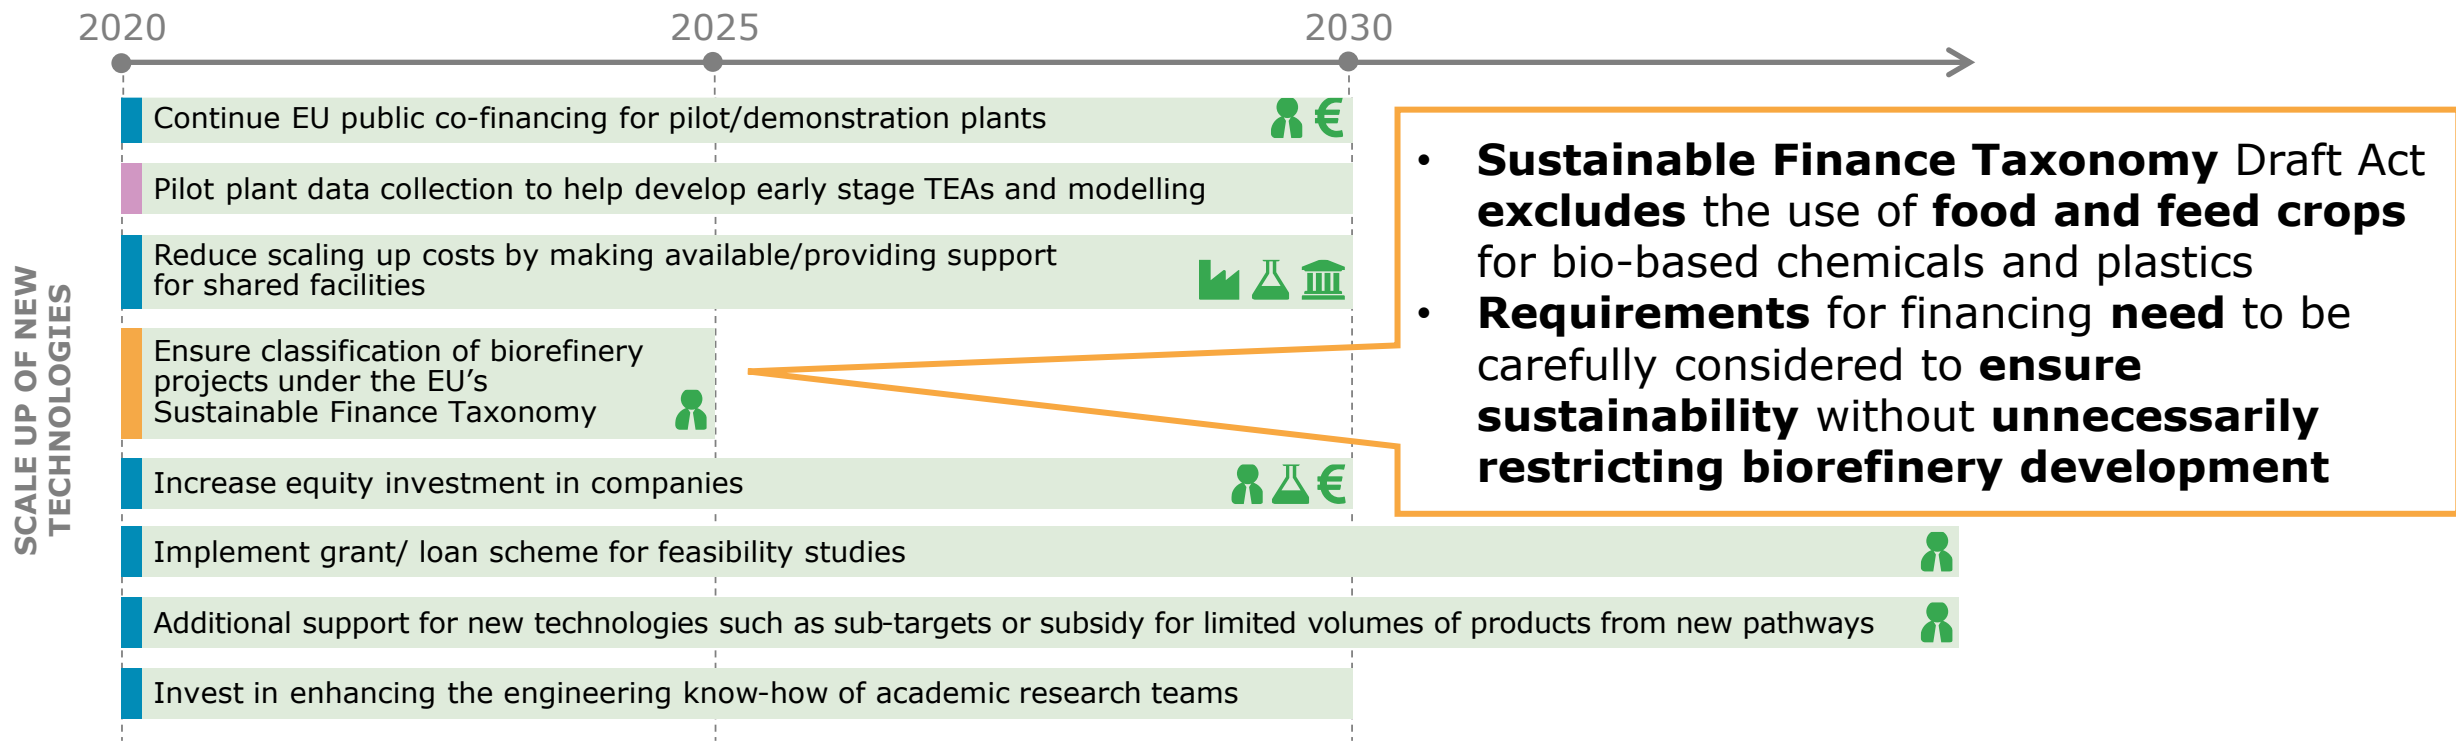 2020
2025
2030
SCALE UP OF NEW
TECHNOLOGIES
Continue EU public co-financing for pilot/demonstration plants
€
Pilot plant data collection to help develop early stage TEAs and modelling
Reduce scaling up costs by making available/providing support
for shared facilities
Ensure classification of biorefinery
projects under the EU’s
Sustainable Finance Taxonomy
Increase equity investment in companies
€
Implement grant/ loan scheme for feasibility studies
Additional support for new technologies such as sub-targets or subsidy for limited volumes of products from new pathways
Invest in enhancing the engineering know-how of academic research teams
• Sustainable Finance Taxonomy Draft Act
excludes the use of food and feed crops
for bio-based chemicals and plastics
• Requirements for financing need to be
carefully considered to ensure
sustainability without unnecessarily
restricting biorefinery development